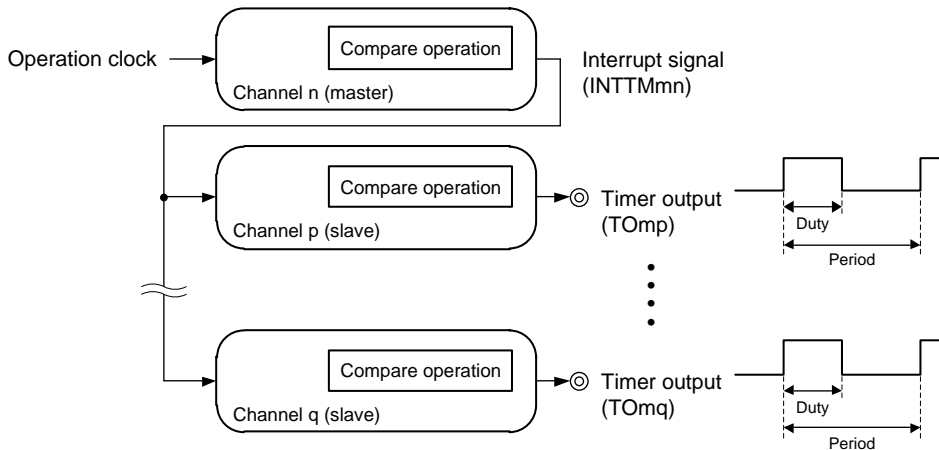 Compare operation
Operation clock
Channel n (master)
Interrupt signal
(INTTMmn)
Compare operation
Channel p (slave)
Timer output
(TOmp)
Duty
Period
Compare operation
Channel q (slave)
Timer output
(TOmq)
Duty
Period